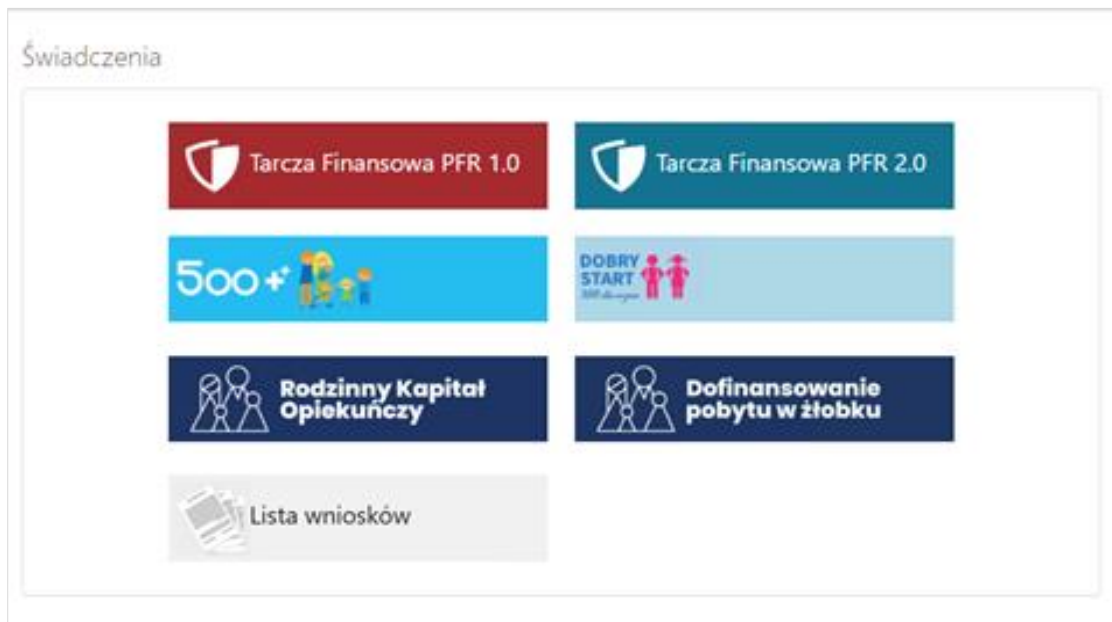 Świadczenia
Tarcza Finansowa PFR 1.0
Tarcza Finansowa PFR 2.0
500+
DOBRY
START
Rodzinny Kapitał
Opiekuńczy
Dofinansowanie
pobytu w żłobku
Lista wniosków